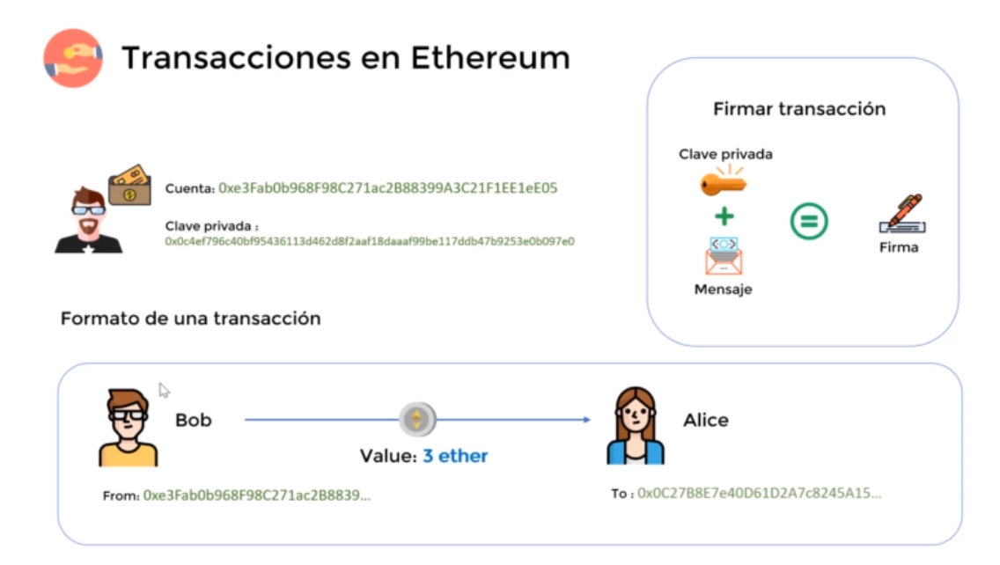 Transacciones en Ethereum
Firmar transacción
Clave privada
Cuenta: 0xe3Fab0b968F98C271ac2B88399A3C21F1EE1eE05
Clave privada :
0x0c4ef796c40bf95436113d462d8f2aaf18daaaf99be117ddb47b9253e0b097e0
Firma
Mensaje
Formato de una transacción
Bob
Alice
Value: 3 ether
From: 0xe3Fab0b968F98C271ac2B8839...
To : 0x0C27B8E7e40D61D2A7c8245A15...